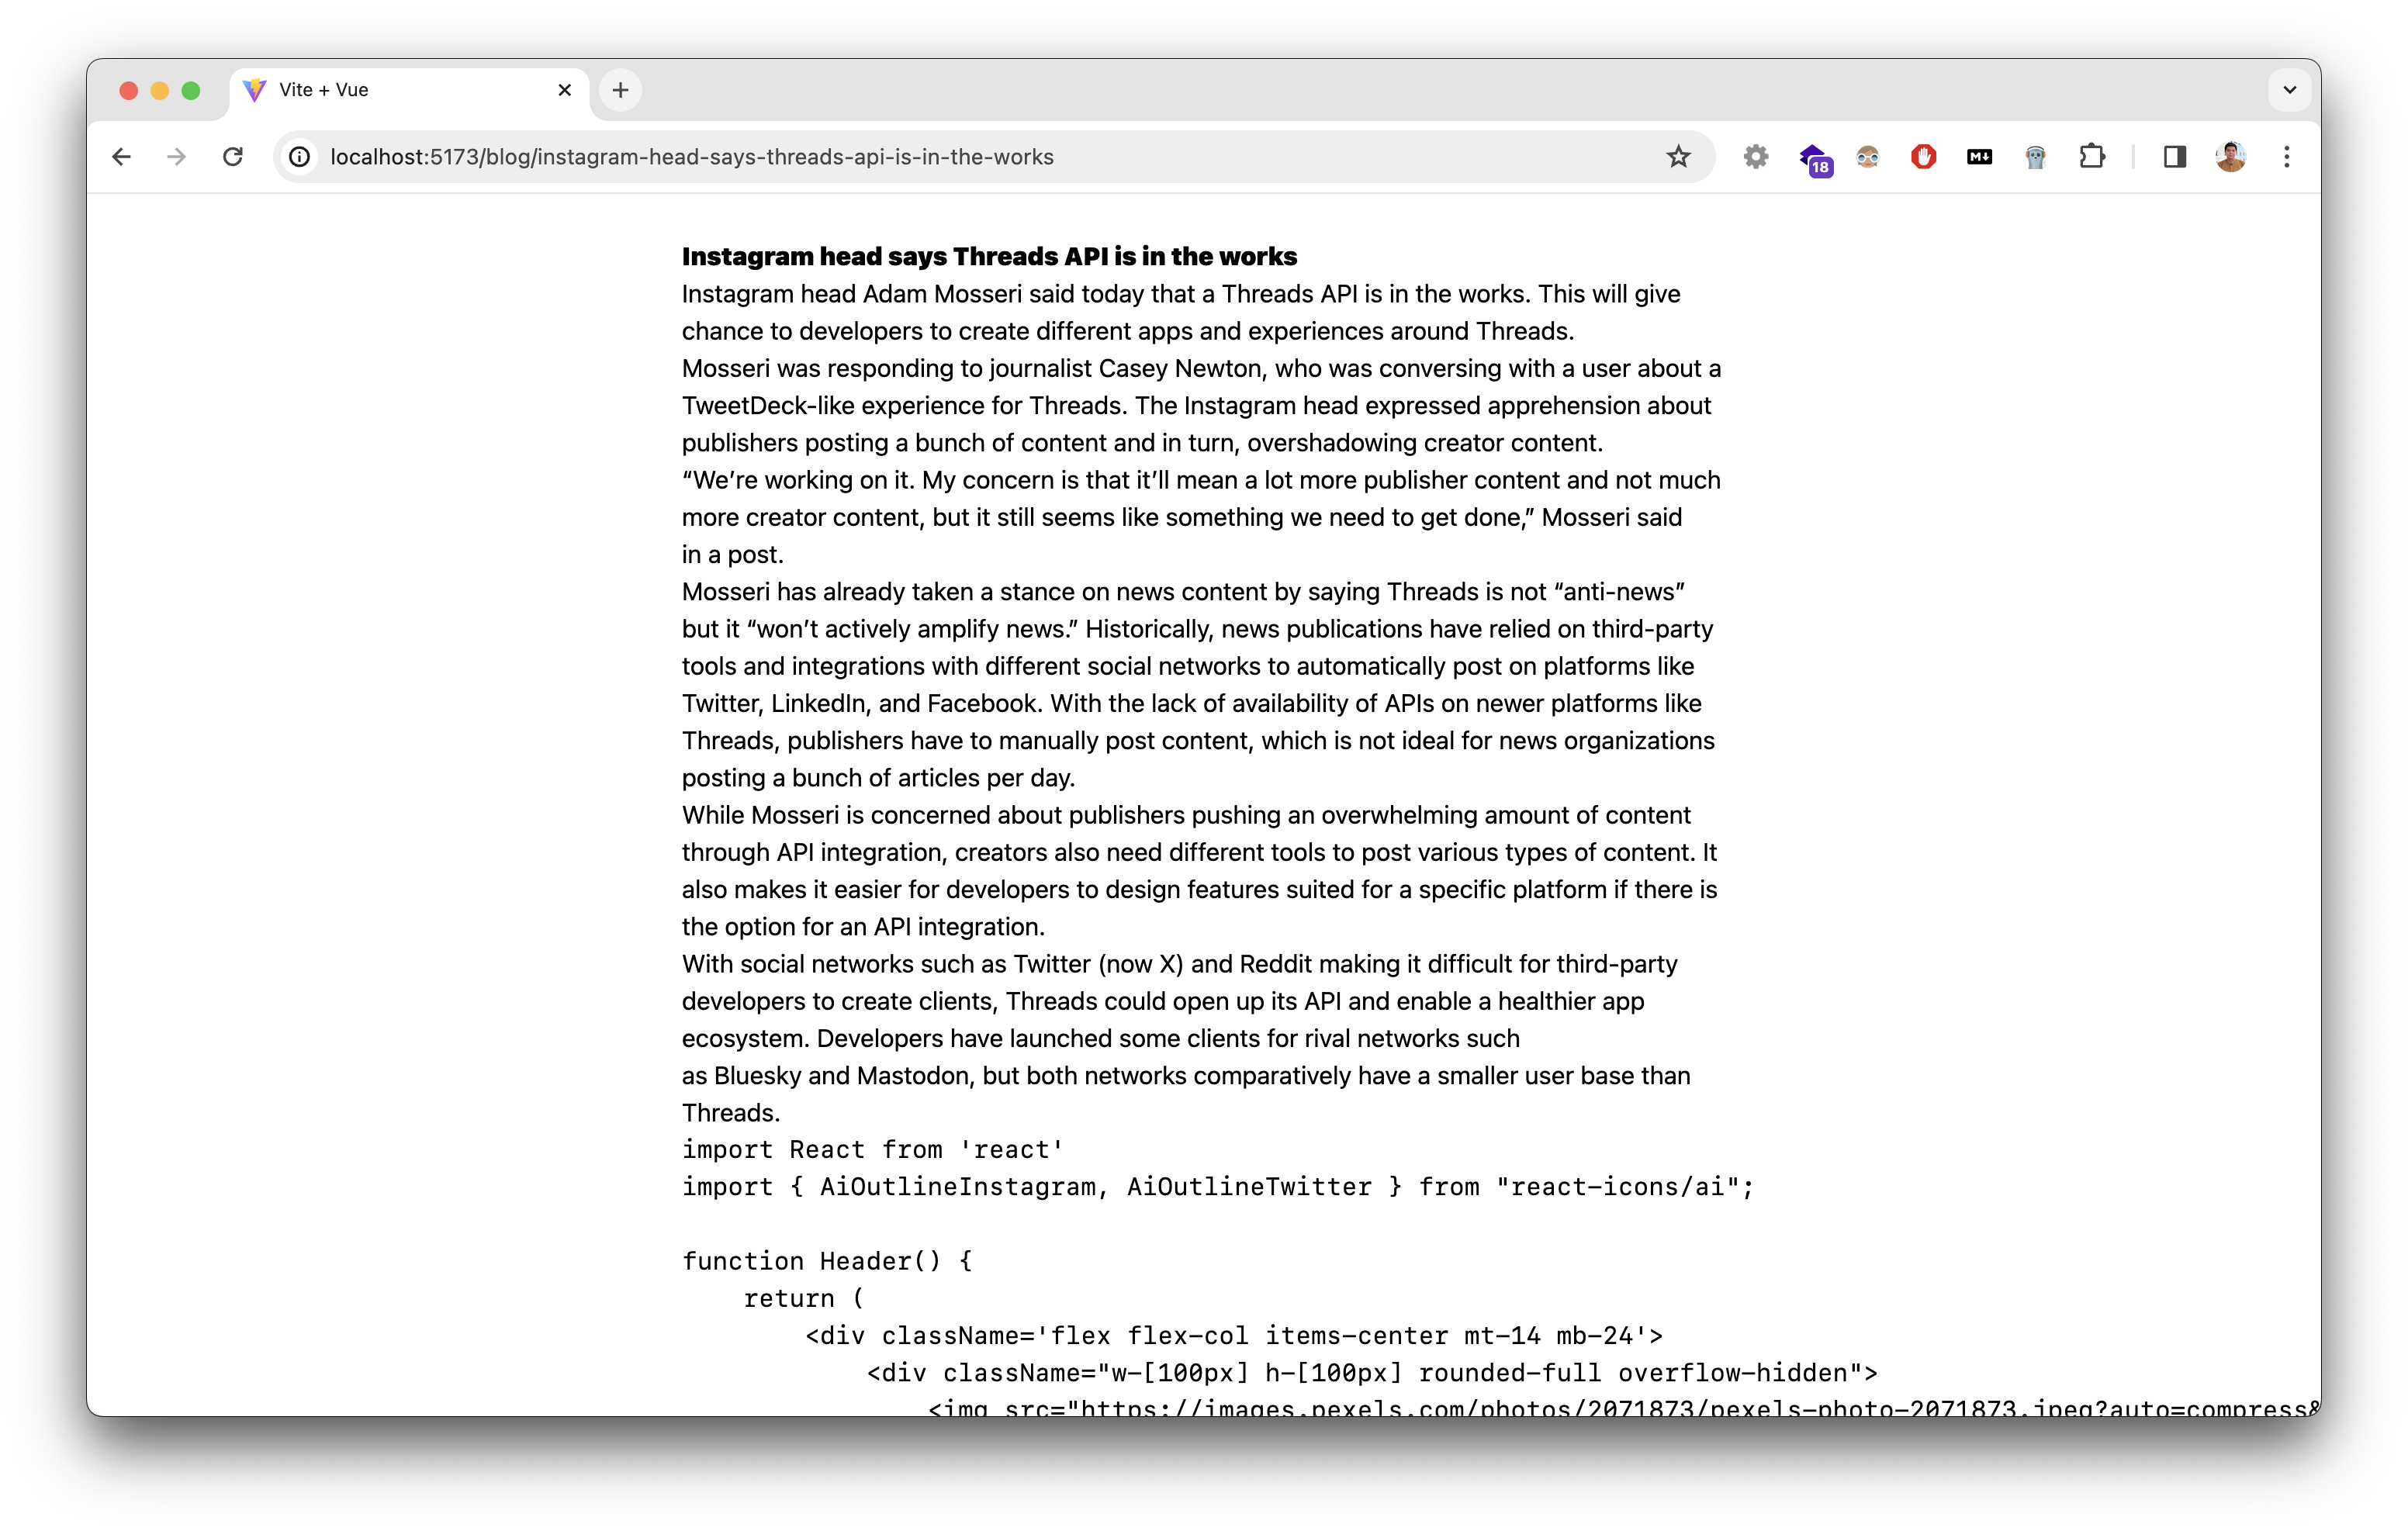 Vite + Vue
localhost:5173/blog/instagram-head-says-threads-api-is-in-the-works
18
M↓
Instagram head says Threads API is in the works
Instagram head Adam Mosseri said today that a Threads API is in the works. This will give
chance to developers to create different apps and experiences around Threads.
Mosseri was responding to journalist Casey Newton, who was conversing with a user about a
TweetDeck-like experience for Threads. The Instagram head expressed apprehension about
publishers posting a bunch of content and in turn, overshadowing creator content.
“We’re working on it. My concern is that it’ll mean a lot more publisher content and not much
more creator content, but it still seems like something we need to get done,” Mosseri said
in a post.
Mosseri has already taken a stance on news content by saying Threads is not “anti-news”
but it “won’t actively amplify news.” Historically, news publications have relied on third-party
tools and integrations with different social networks to automatically post on platforms like
Twitter, LinkedIn, and Facebook. With the lack of availability of APIs on newer platforms like
Threads, publishers have to manually post content, which is not ideal for news organizations
posting a bunch of articles per day.
While Mosseri is concerned about publishers pushing an overwhelming amount of content
through API integration, creators also need different tools to post various types of content. It
also makes it easier for developers to design features suited for a specific platform if there is
the option for an API integration.
With social networks such as Twitter (now X) and Reddit making it difficult for third-party
developers to create clients, Threads could open up its API and enable a healthier app
ecosystem. Developers have launched some clients for rival networks such
as Bluesky and Mastodon, but both networks comparatively have a smaller user base than
Threads.
import React from 'react'
import { AiOutlineInstagram, AiOutlineTwitter } from "react-icons/ai";
function Header() {
    return (
        <div className='flex flex-col items-center mt-14 mb-24'>
            <div className="w-[100px] h-[100px] rounded-full overflow-hidden">
                <img src="https://images.pexels.com/photos/2071873/pexels-photo-2071873.jpeg?auto=compress&